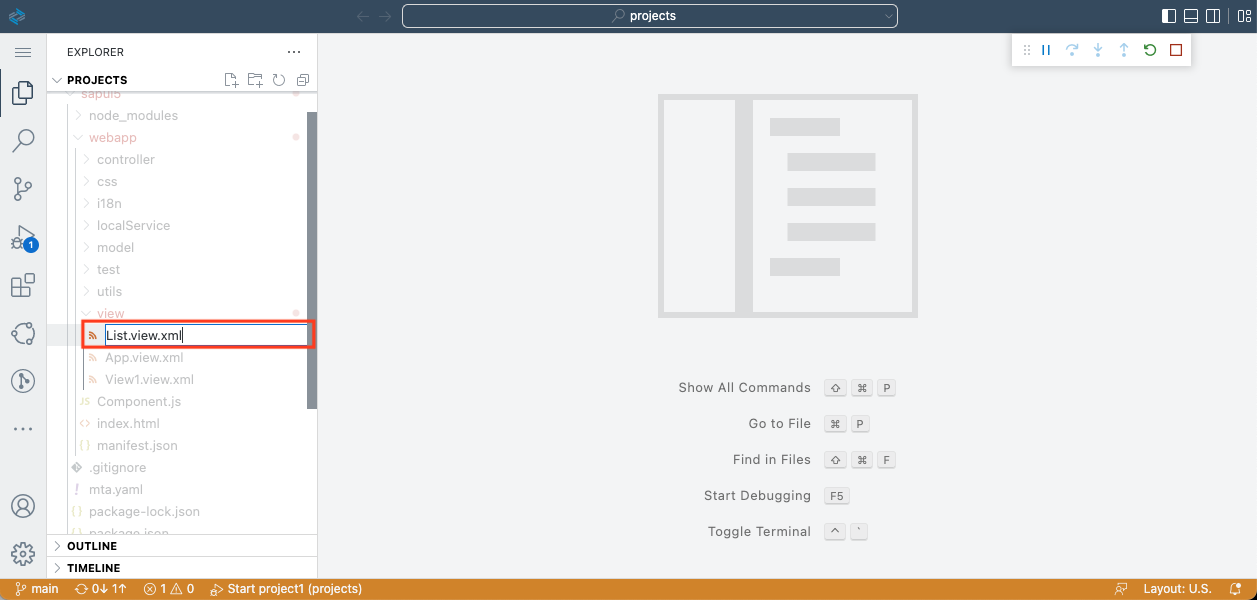 projects
EXPLORER
PROJECTS
sapui5
node_modules
webapp
controller
css
i18n
localService
model
test
utils
view
List.view.xml
App.view.xml
View1.view.xml
JS Component.js
<> index.html
{ } manifest.json
.gitignore
! mta.yaml
{ } package-lock.json
{ } package.json
OUTLINE
TIMELINE
1
Show All Commands ⇧ ⌘ P
Go to File ⌘ P
Find in Files ⇧ ⌘ F
Start Debugging F5
Toggle Terminal ^ `
main 0↓ 1↑ 1 0 Start project1 (projects) Layout: U.S.